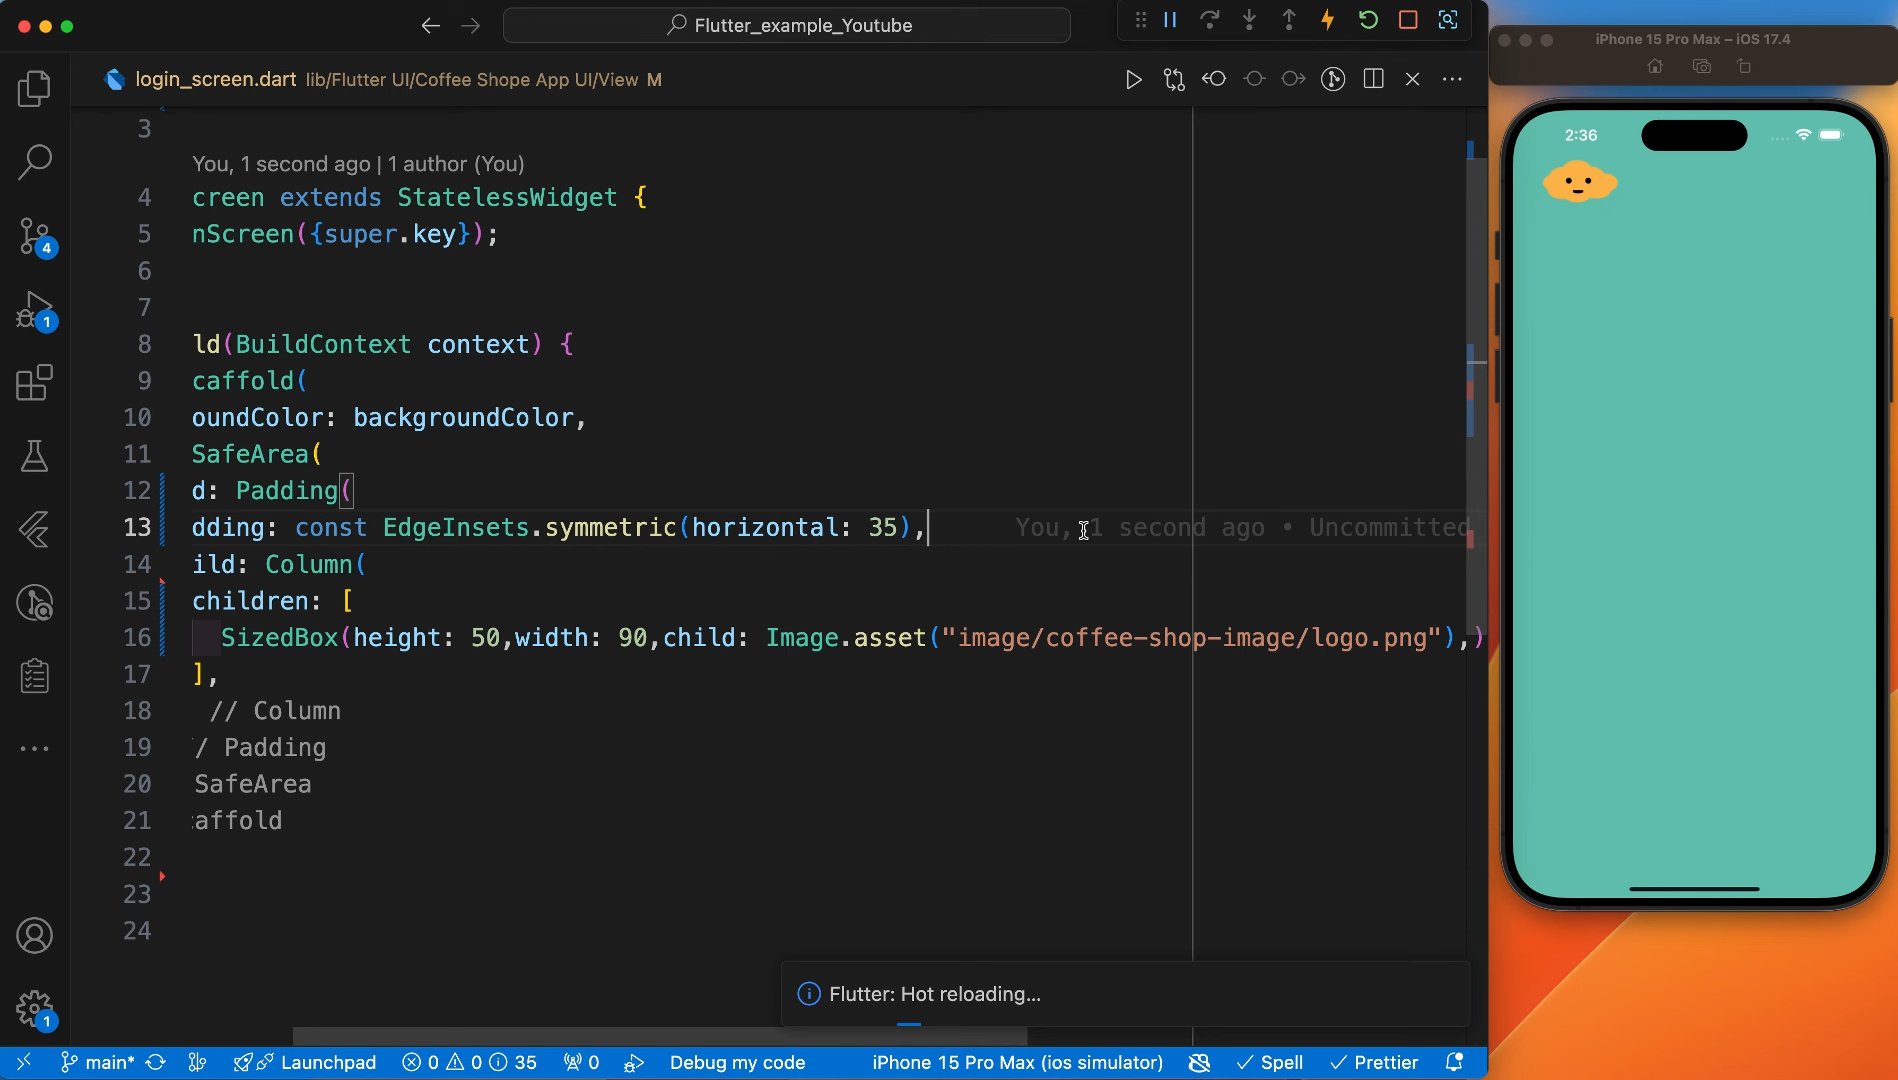 Flutter_example_Youtube
login_screen.dart lib/Flutter UI/Coffee Shope App UI/View M
3
You, 1 second ago | 1 author (You)
4 creen extends StatelessWidget {
5 nScreen({super.key});
6
7
8 ld(BuildContext context) {
9 caffold(
10 oundColor: backgroundColor,
11 SafeArea(
12 d: Padding(
13 dding: const EdgeInsets.symmetric(horizontal: 35), You, 1 second ago • Uncommitted
14 ild: Column(
15 children: [
16 SizedBox(height: 50,width: 90,child: Image.asset("image/coffee-shop-image/logo.png"),)
17 ],
18 // Column
19 / Padding
20 SafeArea
21 affold
22
23
24
4
1
1
Flutter: Hot reloading...
main* Launchpad 0 0 35 0 Debug my code iPhone 15 Pro Max (ios simulator) Spell Prettier
iPhone 15 Pro Max – iOS 17.4
2:36